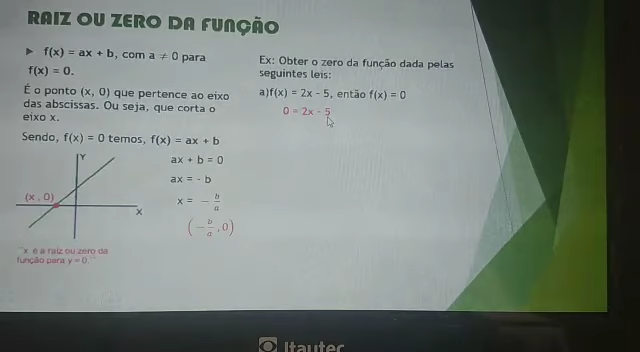 RAIZ OU ZERO DA FUNÇÃO
f(x) = ax + b, com a ≠ 0 para
f(x) = 0.
É o ponto (x, 0) que pertence ao eixo
das abscissas. Ou seja, que corta o
eixo x.
Sendo, f(x) = 0 temos, f(x) = ax + b
Y
(x , 0)
X
"x é a raiz ou zero da
função para y = 0."
ax + b = 0
ax = - b
x = - b/a
(- b/a , 0)
Ex: Obter o zero da função dada pelas
seguintes leis:
a)f(x) = 2x - 5, então f(x) = 0
0 = 2x - 5
Itautec